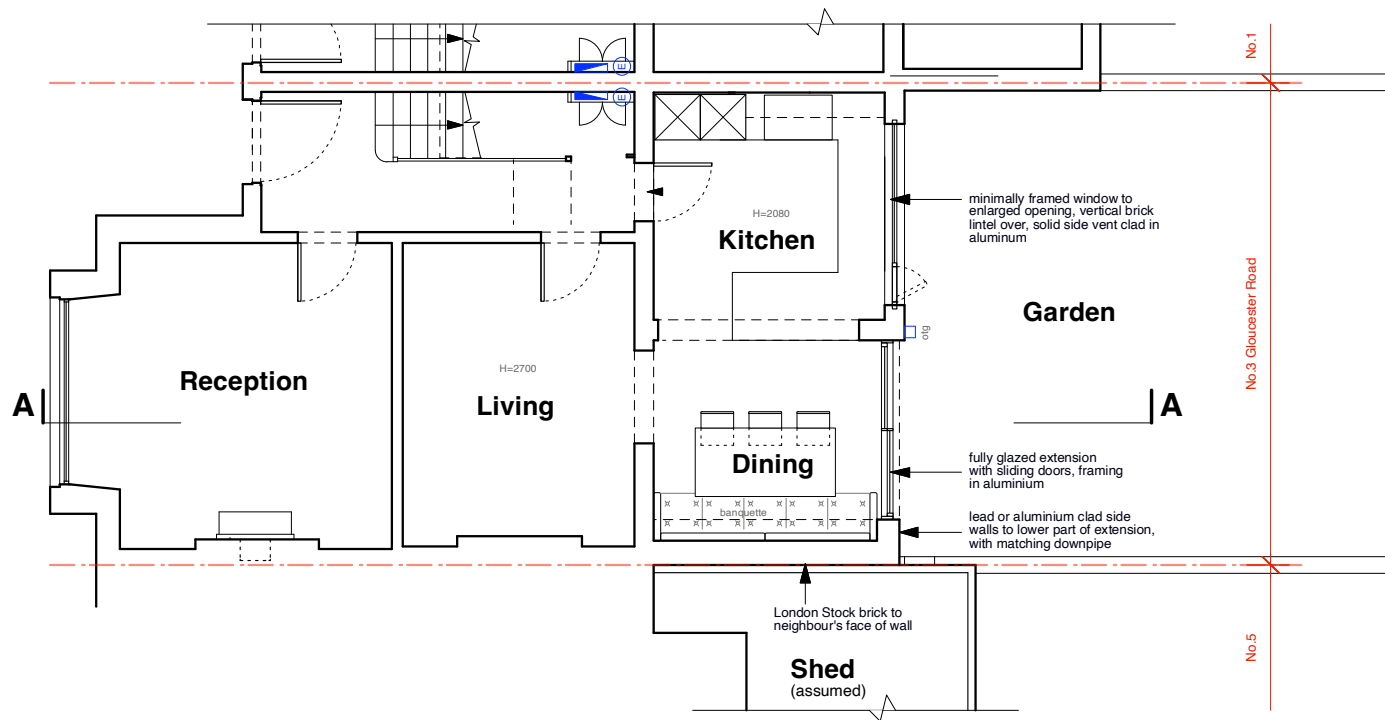 No.1
E
E
minimally framed window to
enlarged opening, vertical brick
lintel over, solid side vent clad in
aluminum
H=2080
Kitchen
Garden
No.3 Gloucester Road
otg
H=2700
Reception
Living
A
A
Dining
fully glazed extension
with sliding doors, framing
in aluminium
banquette
lead or aluminium clad side
walls to lower part of extension,
with matching downpipe
London Stock brick to
neighbour's face of wall
No.5
Shed
(assumed)